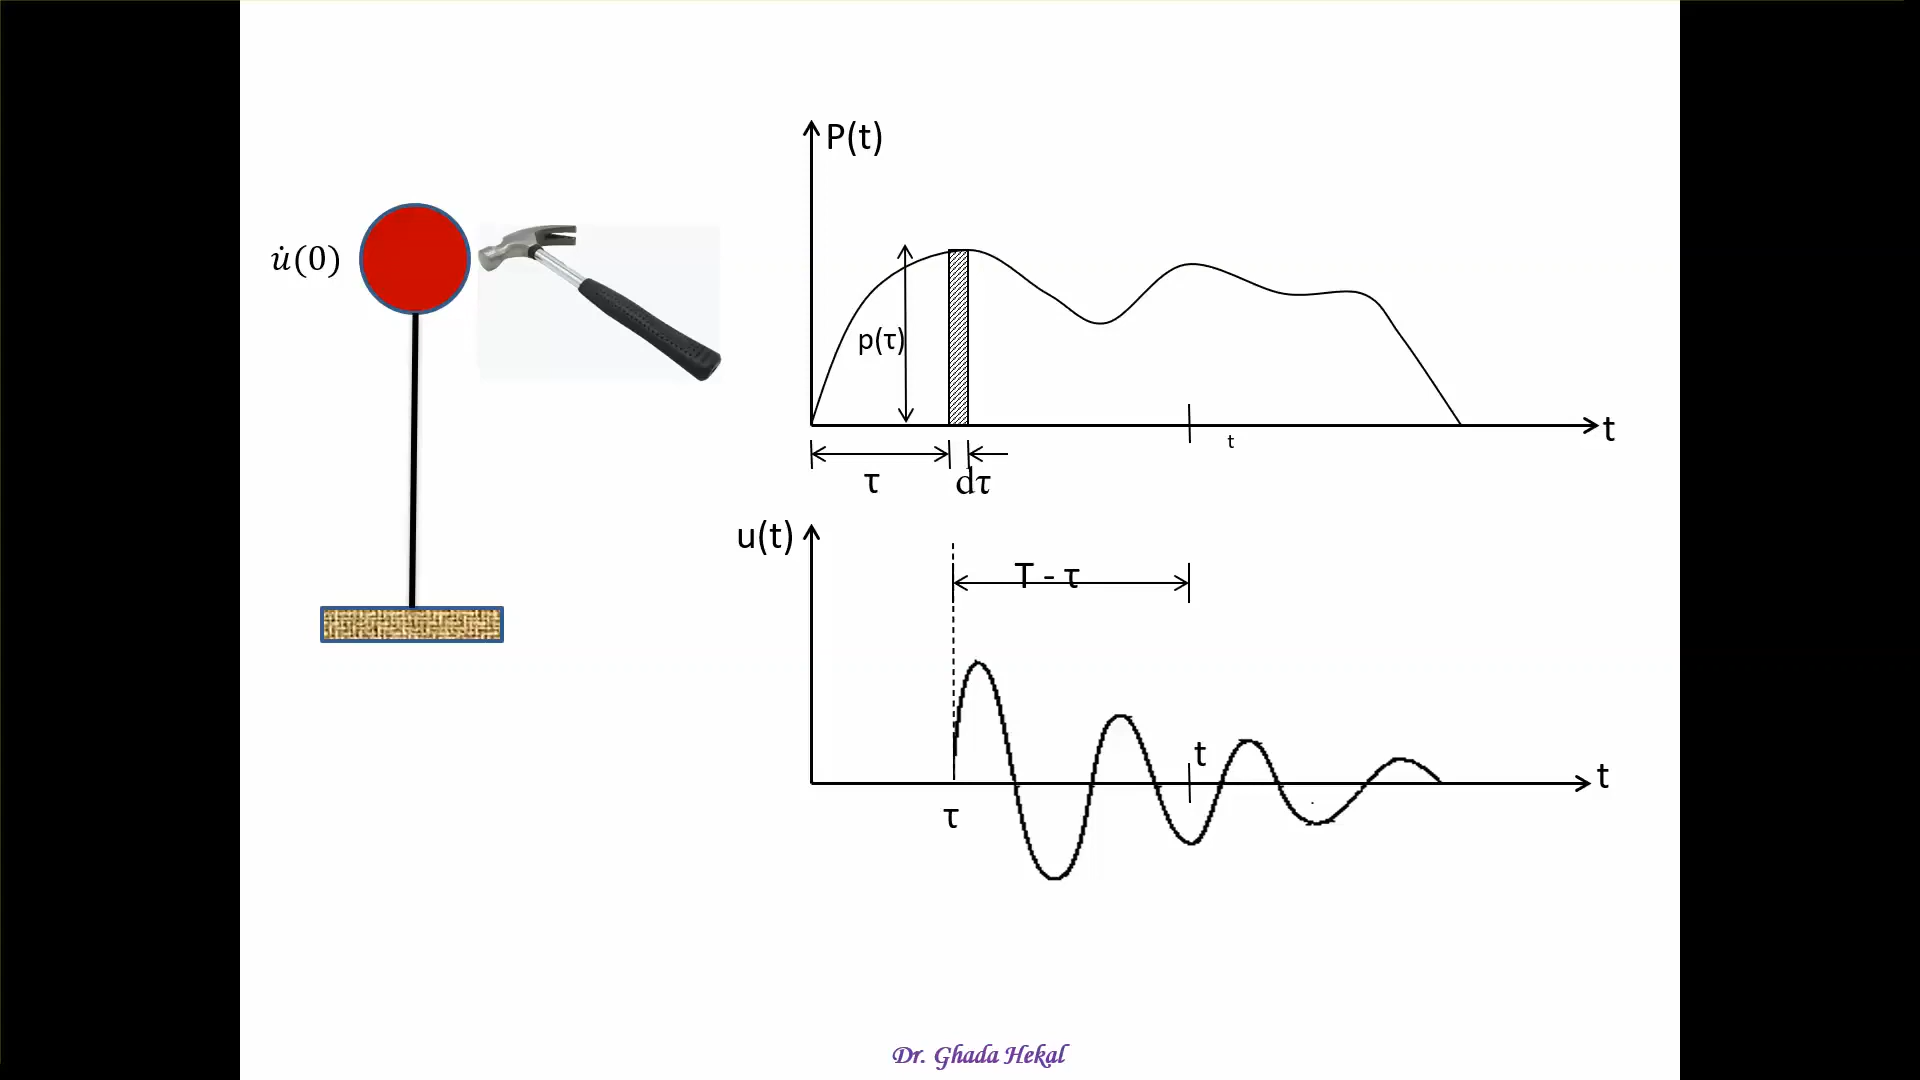 P(t)
u̇(0)
p(τ)
t
t
τ
dτ
u(t)
T - τ
t
t
τ
Dr. Ghada Hekal